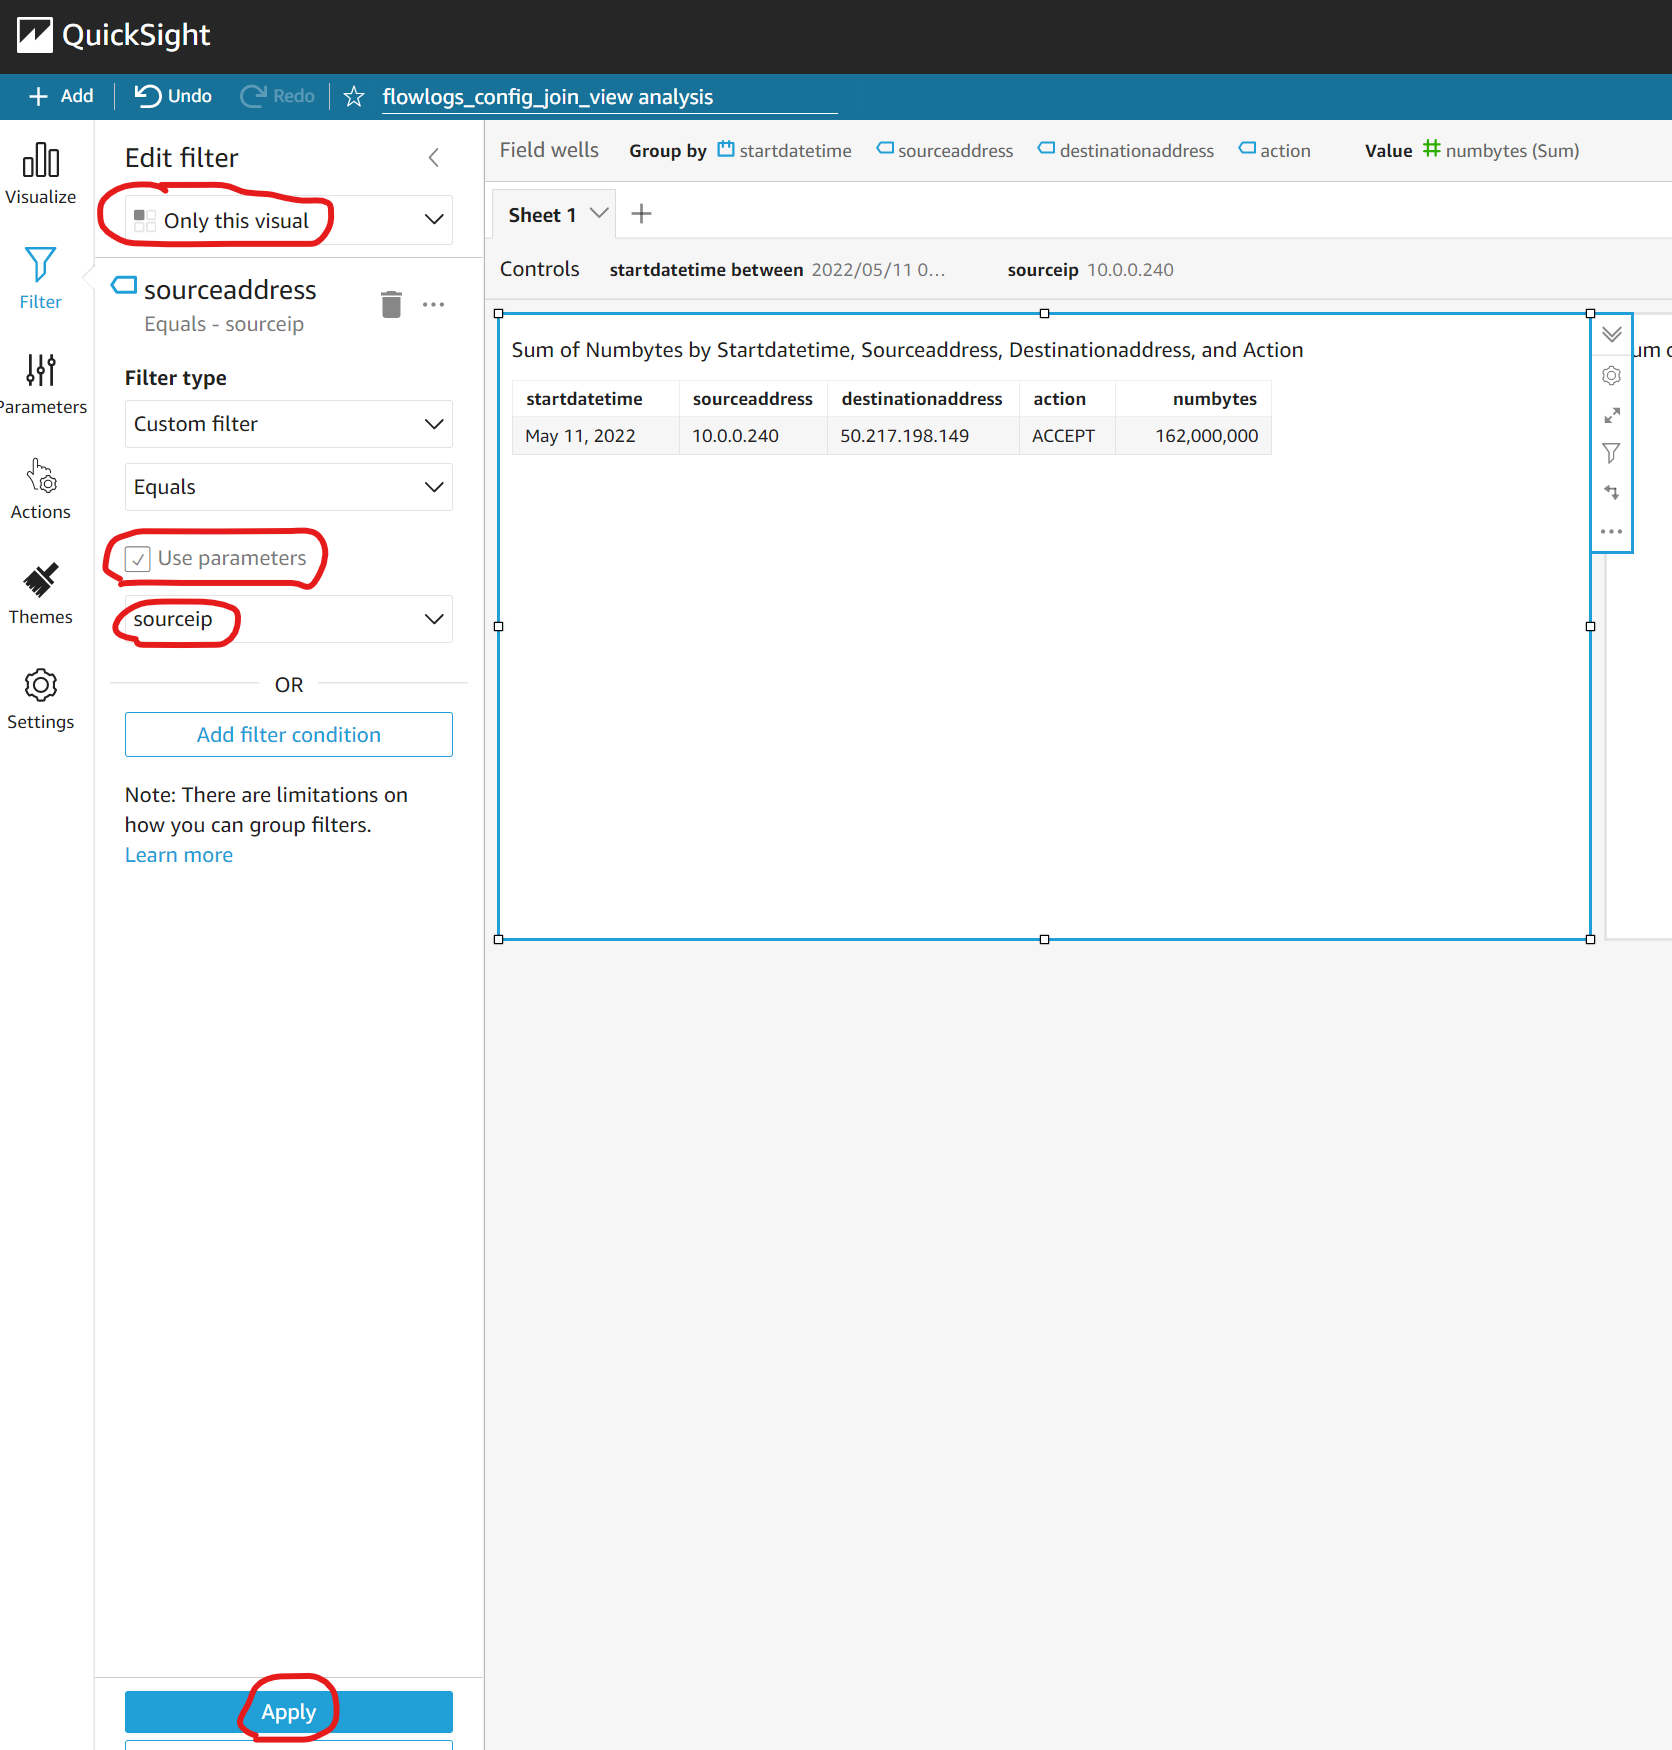 QuickSight
Add
Undo
Redo
flowlogs_config_join_view analysis
Visualize
Filter
Parameters
Actions
Themes
Settings
Edit filter
Only this visual
sourceaddress
Equals - sourceip
Filter type
Custom filter
Equals
Use parameters
sourceip
OR
Add filter condition
Note: There are limitations on
how you can group filters.
Learn more
Apply
Field wells Group by startdatetime sourceaddress destinationaddress action Value numbytes (Sum)
Sheet 1
Controls startdatetime between 2022/05/11 0... sourceip 10.0.0.240
Sum of Numbytes by Startdatetime, Sourceaddress, Destinationaddress, and Action
startdatetime sourceaddress destinationaddress action numbytes
May 11, 2022 10.0.0.240 50.217.198.149 ACCEPT 162,000,000